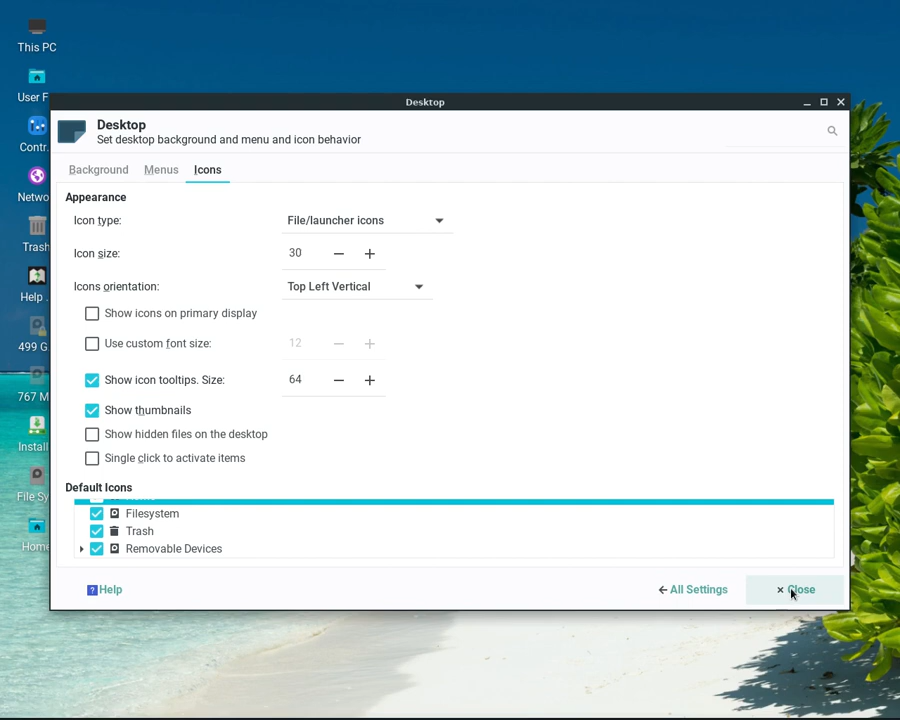 This PC
User F
Contr.
Netwo
Trash
Help .
499 G.
767 M
Install
File Sy
Home
Desktop
Desktop
Set desktop background and menu and icon behavior
Background Menus Icons
Appearance
Icon type: File/launcher icons
Icon size: 30
Icons orientation: Top Left Vertical
Show icons on primary display
Use custom font size: 12
Show icon tooltips. Size: 64
Show thumbnails
Show hidden files on the desktop
Single click to activate items
Default Icons
Filesystem
Trash
Removable Devices
Help All Settings Close